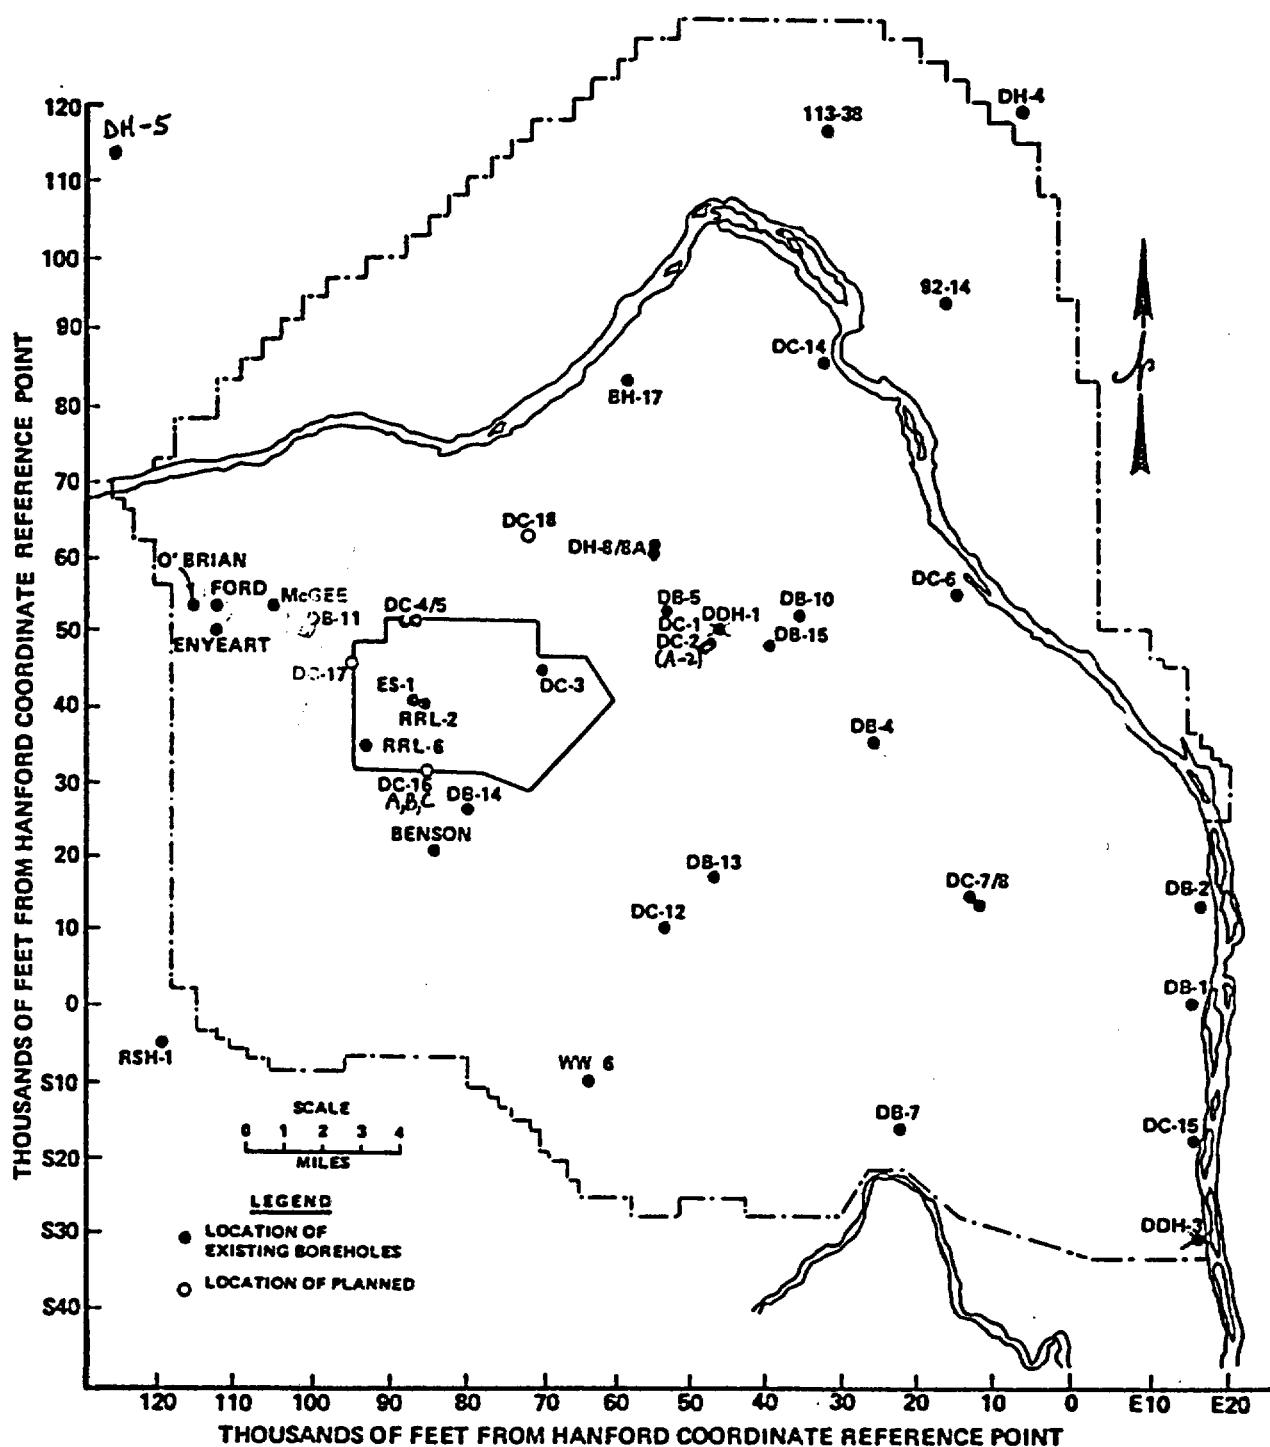 120
DH-5
110
100
90
80
70
60
50
40
30
20
10
0
S10
S20
S30
S40
THOUSANDS OF FEET FROM HANFORD COORDINATE REFERENCE POINT
113-38
DH-4
82-14
DC-14
BH-17
DC-18
DH-8/8A
O'BRIAN
FORD
McGEE
DB-11
ENYEART
DC-4/5
DC-6
DB-5
DC-1
DC-2
(A-2)
DDH-1
DB-10
DB-15
DC-17
ES-1
RRL-2
RRL-6
DC-3
DB-4
DC-16
A,B,C
DB-14
BENSON
DB-13
DC-12
DC-7/8
DB-2
DB-1
RSH-1
WW 6
DB-7
DC-15
DDH-3
SCALE
0 1 2 3 4
MILES
LEGEND
LOCATION OF
EXISTING BOREHOLES
LOCATION OF PLANNED
120 110 100 90 80 70 60 50 40 30 20 10 0 E10 E20
THOUSANDS OF FEET FROM HANFORD COORDINATE REFERENCE POINT